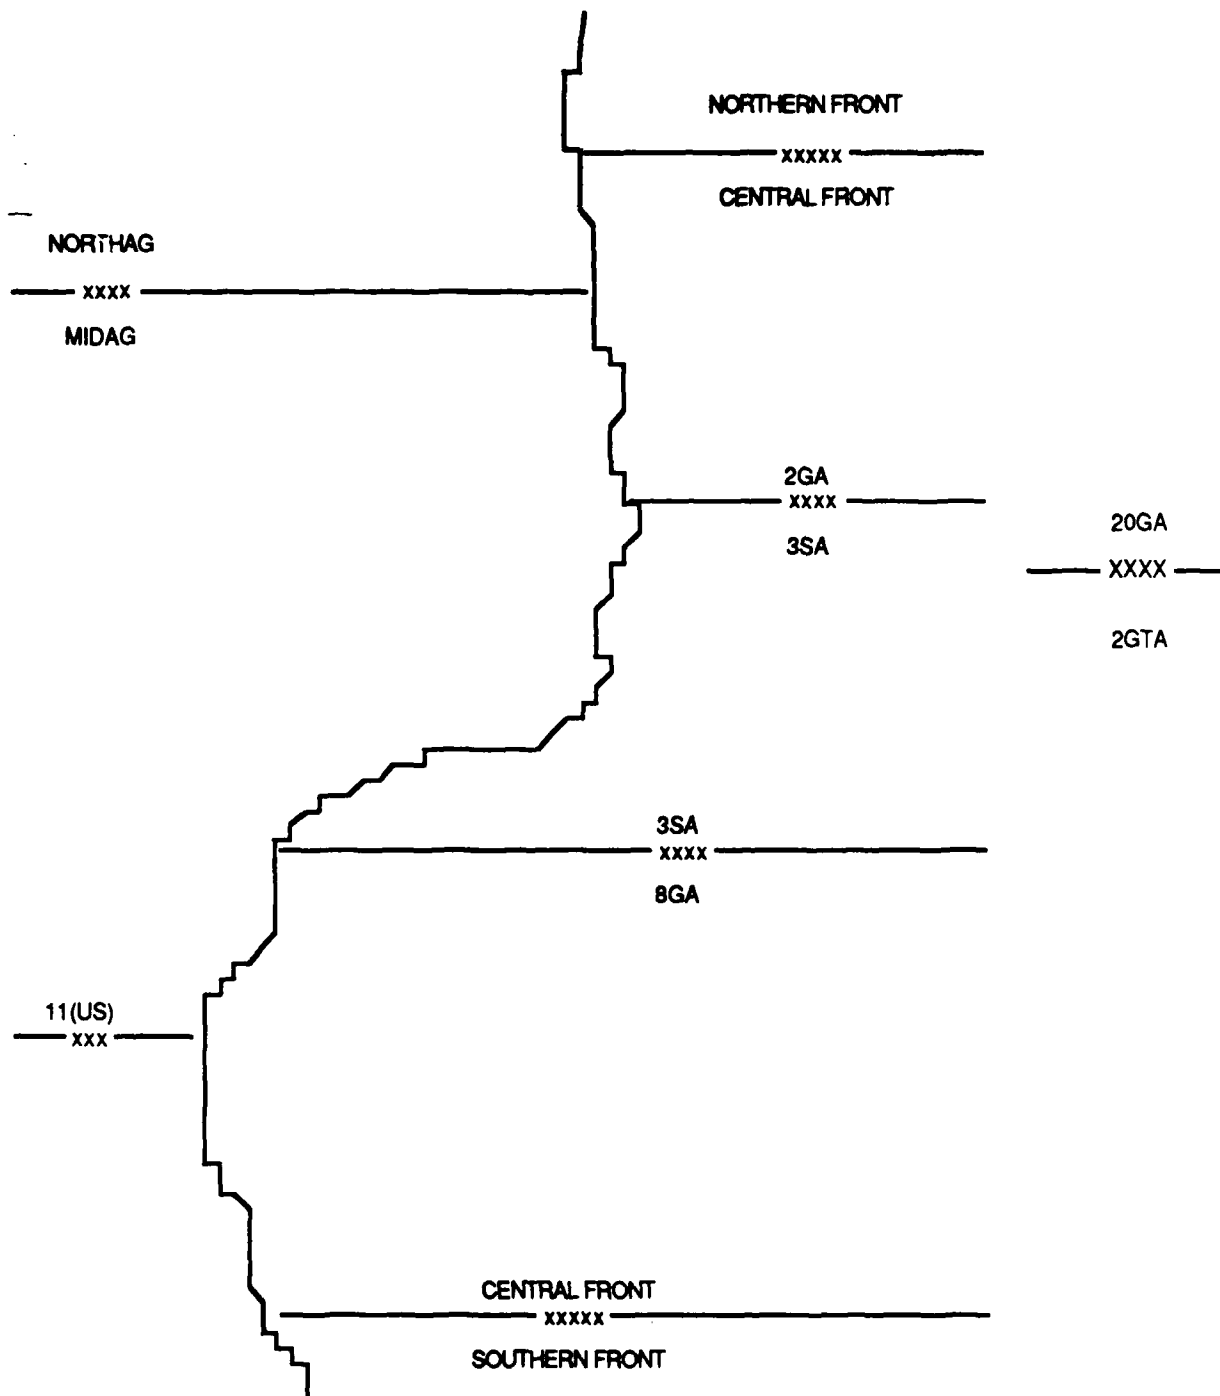 NORTHERN FRONT
XXXXX
CENTRAL FRONT
NORTHAG
XXXX
MIDAG
2GA
XXXX
3SA
20GA
XXXX
2GTA
3SA
XXXX
8GA
11(US)
XXX
CENTRAL FRONT
XXXXX
SOUTHERN FRONT